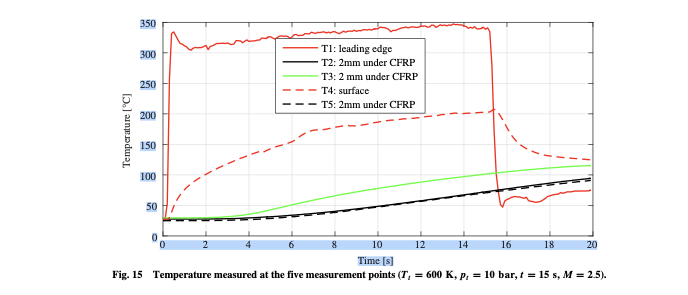 350
300
250
200
150
100
50
0
Temperature [°C]
T1: leading edge
T2: 2mm under CFRP
T3: 2 mm under CFRP
T4: surface
T5: 2mm under CFRP
0 2 4 6 8 10 12 14 16 18 20
Time [s]
Fig. 15 Temperature measured at the five measurement points (Tt = 600 K, pt = 10 bar, t = 15 s, M = 2.5).